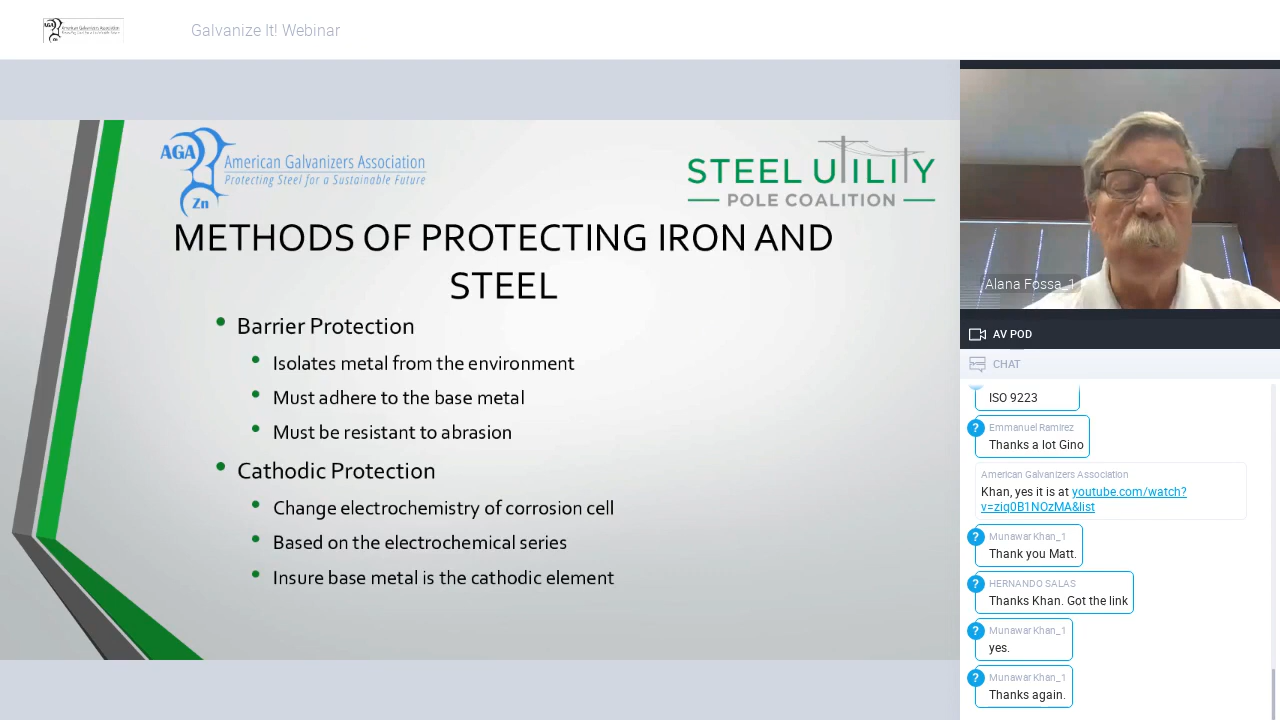 Galvanize It! Webinar
AGA
American Galvanizers Association
Protecting Steel for a Sustainable Future
Zn
STEEL UTILITY
POLE COALITION
METHODS OF PROTECTING IRON AND
STEEL
• Barrier Protection
• Isolates metal from the environment
• Must adhere to the base metal
• Must be resistant to abrasion
• Cathodic Protection
• Change electrochemistry of corrosion cell
• Based on the electrochemical series
• Insure base metal is the cathodic element
Alana Fossa_1
AV POD
CHAT
ISO 9223
? Emmanuel Ramirez
Thanks a lot Gino
American Galvanizers Association
Khan, yes it is at youtube.com/watch?
v=ziq0B1NOzMA&list
? Munawar Khan_1
Thank you Matt.
? HERNANDO SALAS
Thanks Khan. Got the link
? Munawar Khan_1
yes.
? Munawar Khan_1
Thanks again.